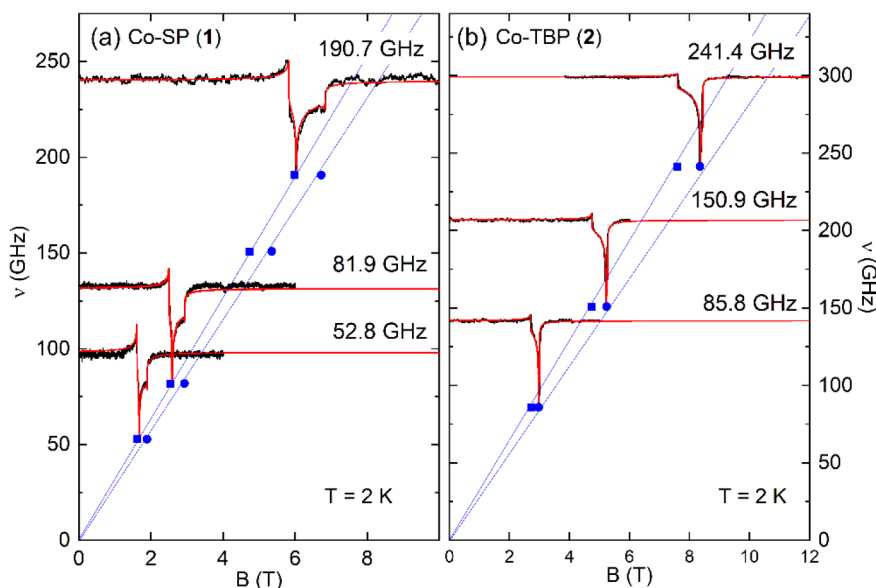 (a) Co-SP (1)
190.7 GHz
81.9 GHz
52.8 GHz
T = 2 K
250
200
150
100
50
0
ν (GHz)
0 2 4 6 8
B (T)
(b) Co-TBP (2)
241.4 GHz
150.9 GHz
85.8 GHz
T = 2 K
300
250
200
150
100
50
0
ν (GHz)
0 2 4 6 8 10 12
B (T)